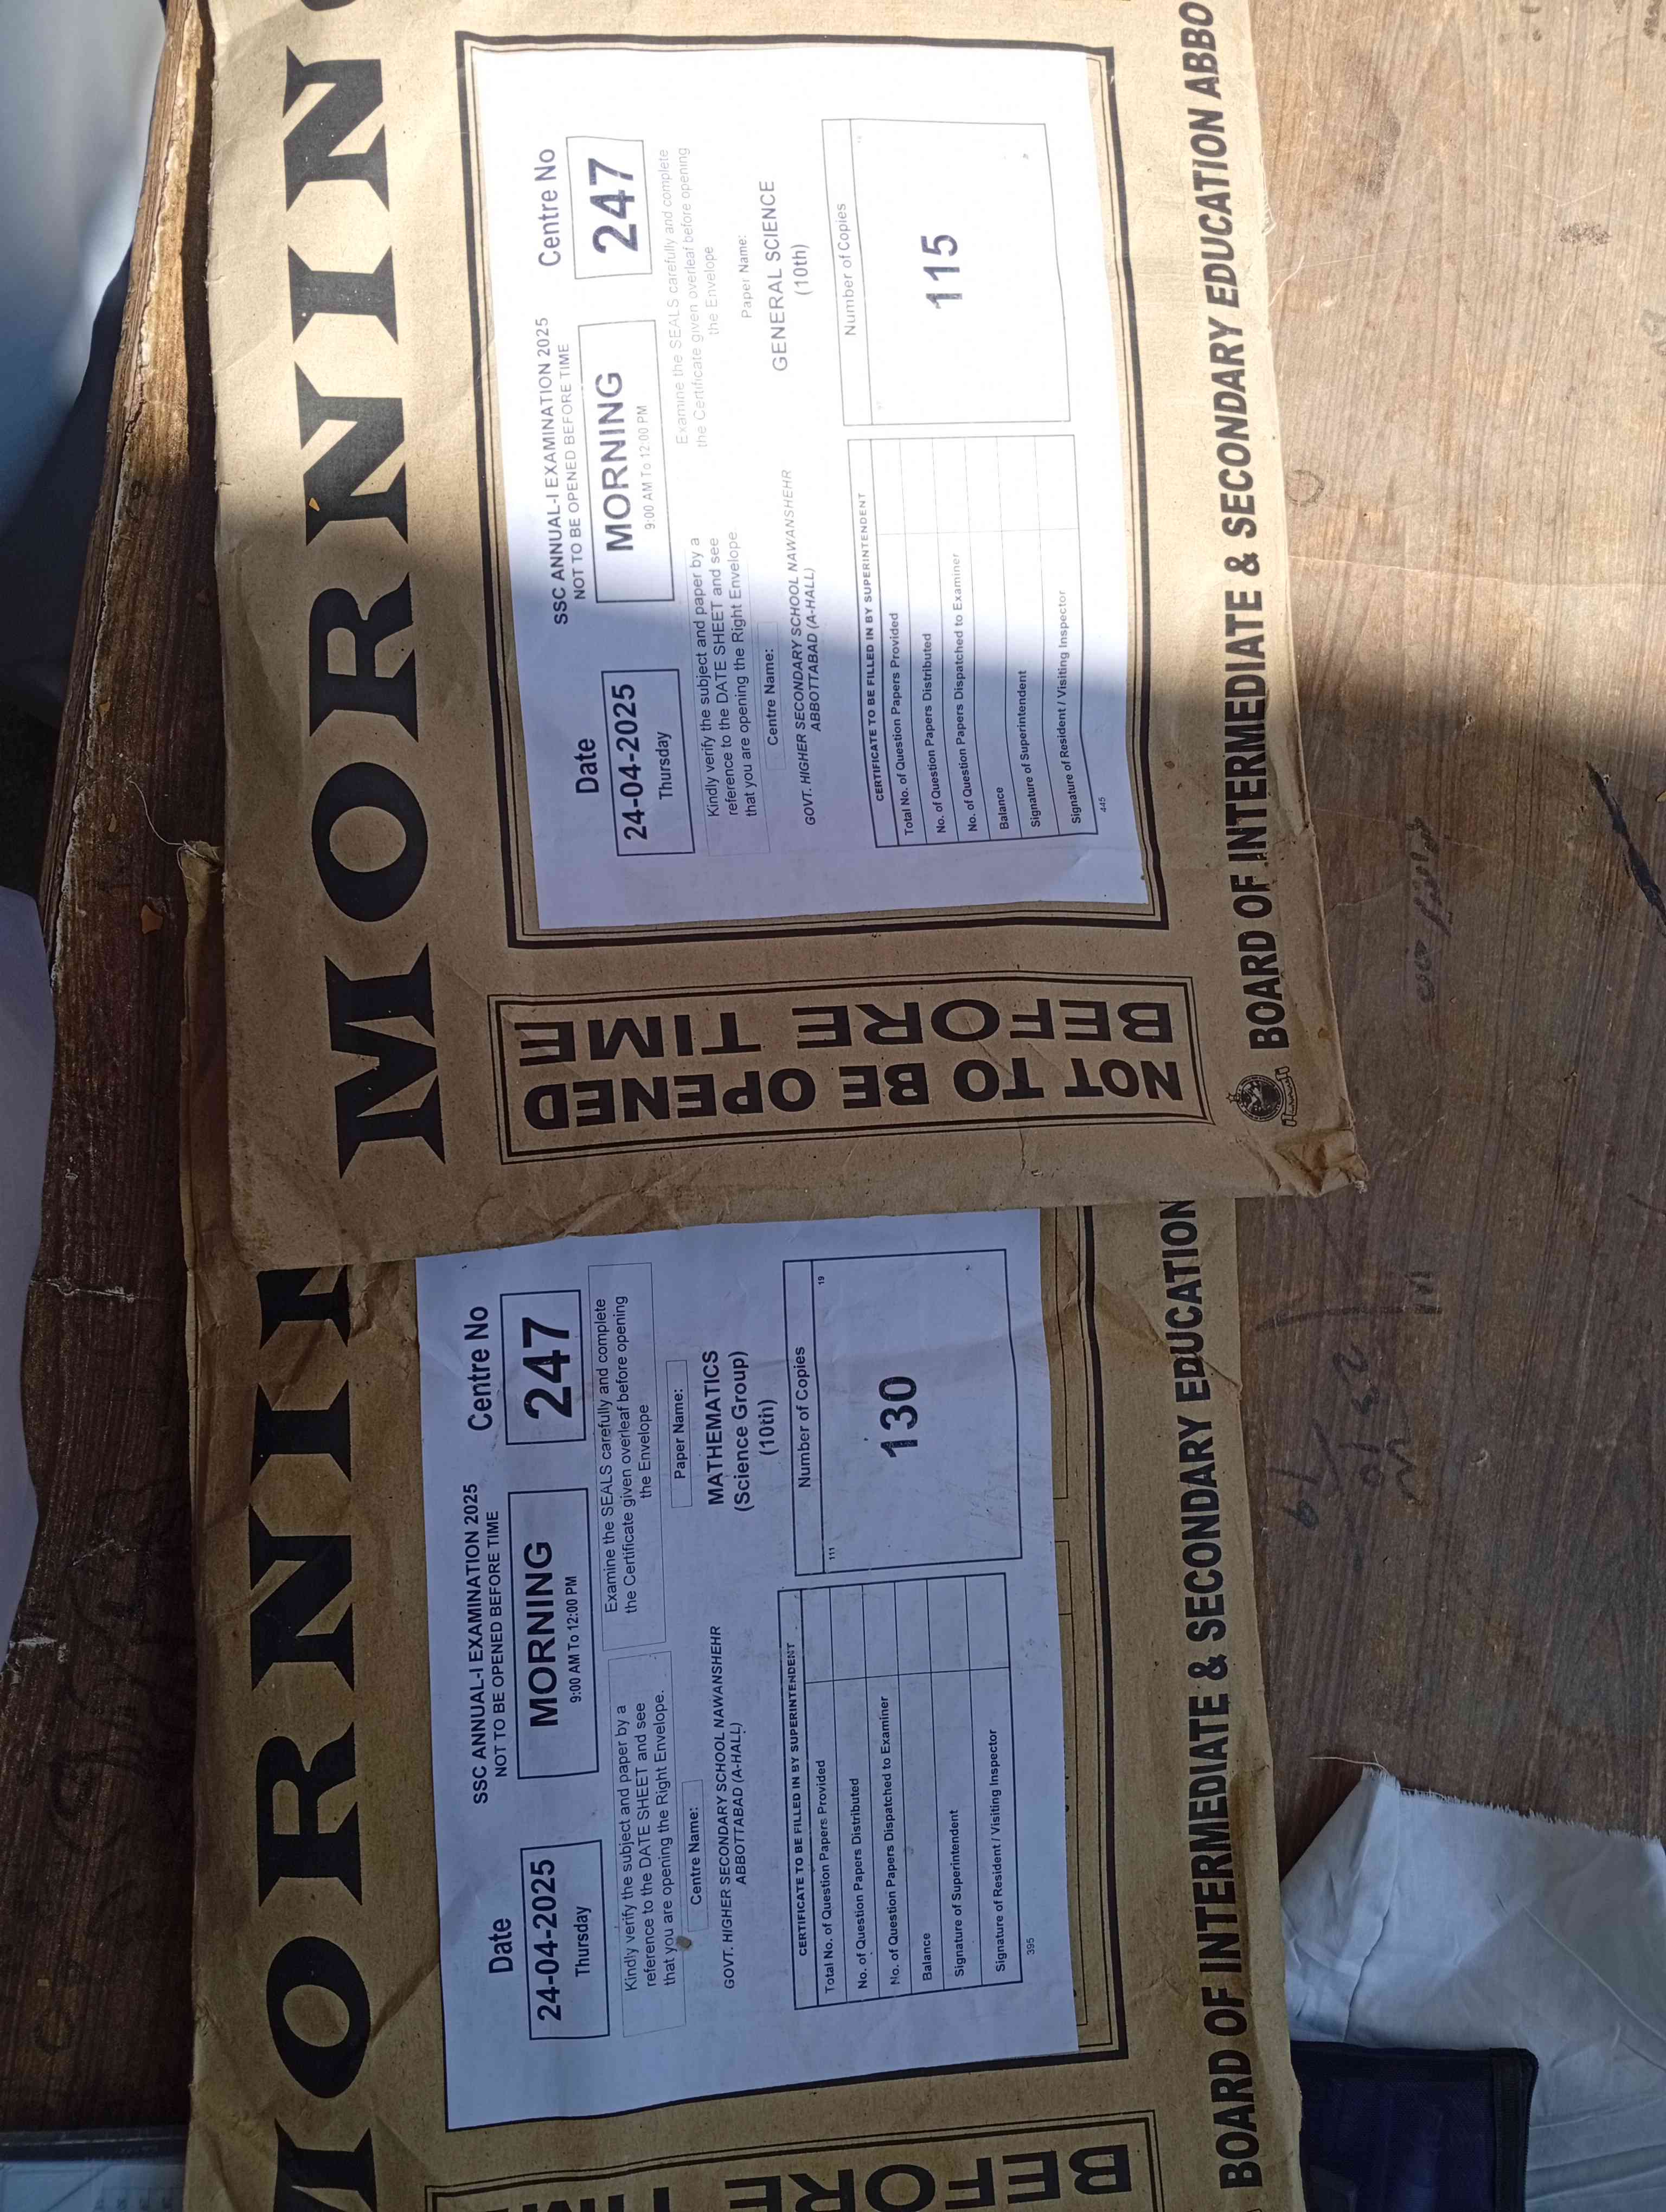 MORNIN
SSC ANNUAL-I EXAMINATION 2025
NOT TO BE OPENED BEFORE TIME
Date
24-04-2025
Thursday
MORNING
9:00 AM To 12:00 PM
Centre No
247
Kindly verify the subject and paper by a
reference to the DATE SHEET and see
that you are opening the Right Envelope
Examine the SEALS carefully and complete
the Certificate given overleaf before opening
the Envelope
Centre Name:
GOVT. HIGHER SECONDARY SCHOOL NAWANSHEHR
ABBOTTABAD (A-HALL)
Paper Name:
GENERAL SCIENCE
(10th)
CERTIFICATE TO BE FILLED IN BY SUPERINTENDENT
Total No. of Question Papers Provided
No. of Question Papers Distributed
No. of Question Papers Dispatched to Examiner
Balance
Signature of Superintendent
Signature of Resident / Visiting Inspector
445
Number of Copies
115
NOT TO BE OPENED
BEFORE TIME
BOARD OF INTERMEDIATE & SECONDARY EDUCATION ABBO
ORNIN
SSC ANNUAL-I EXAMINATION 2025
NOT TO BE OPENED BEFORE TIME
Date
24-04-2025
Thursday
MORNING
9:00 AM To 12:00 PM
Centre No
247
Kindly verify the subject and paper by a
reference to the DATE SHEET and see
that you are opening the Right Envelope.
Examine the SEALS carefully and complete
the Certificate given overleaf before opening
the Envelope
Centre Name:
GOVT. HIGHER SECONDARY SCHOOL NAWANSHEHR
ABBOTTABAD (A-HALL)
Paper Name:
MATHEMATICS
(Science Group)
(10th)
CERTIFICATE TO BE FILLED IN BY SUPERINTENDENT
Total No. of Question Papers Provided
No. of Question Papers Distributed
No. of Question Papers Dispatched to Examiner
Balance
Signature of Superintendent
Signature of Resident / Visiting Inspector
395
Number of Copies
111
19
130
BEFORE
BOARD OF INTERMEDIATE & SECONDARY EDUCATION